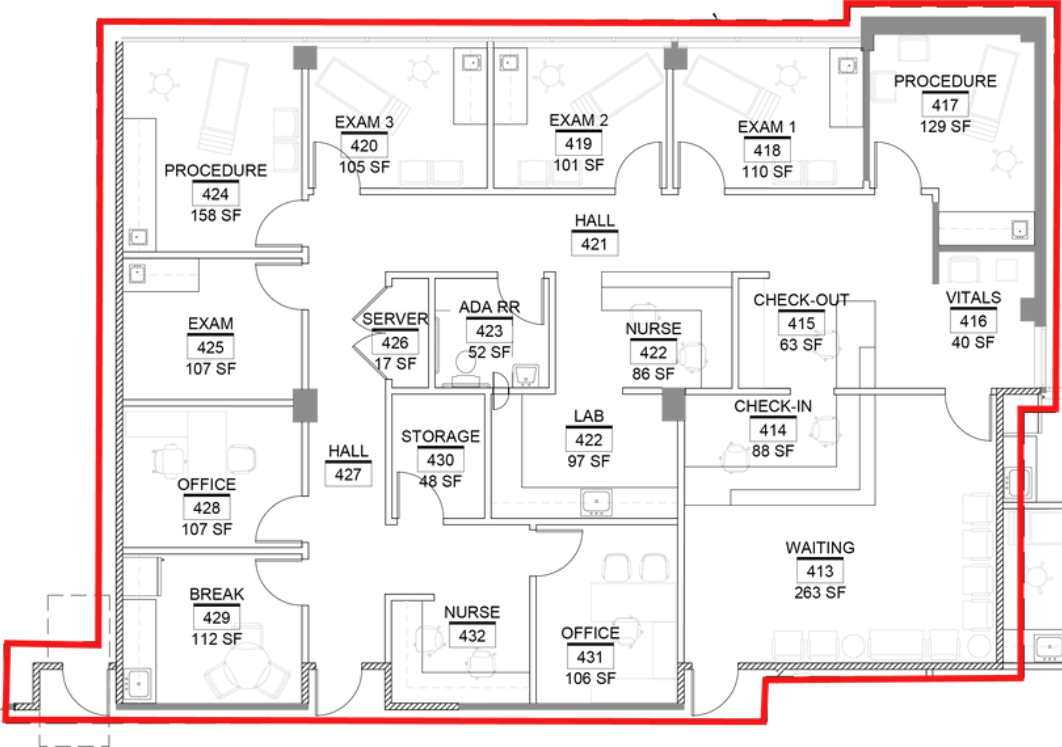 PROCEDURE
417
129 SF
EXAM 3
420
105 SF
EXAM 2
419
101 SF
EXAM 1
418
110 SF
PROCEDURE
424
158 SF
HALL
421
EXAM
425
107 SF
SERVER
426
17 SF
ADA RR
423
52 SF
NURSE
422
86 SF
CHECK-OUT
415
63 SF
VITALS
416
40 SF
CHECK-IN
414
88 SF
LAB
422
97 SF
STORAGE
430
48 SF
HALL
427
OFFICE
428
107 SF
WAITING
413
263 SF
BREAK
429
112 SF
NURSE
432
OFFICE
431
106 SF